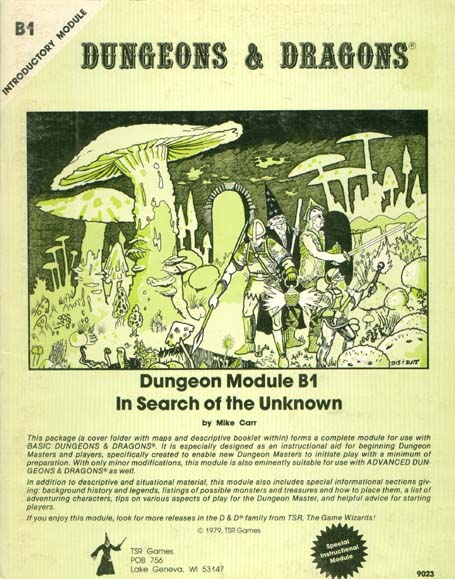 B1
INTRODUCTORY MODULE
DUNGEONS & DRAGONS®
DIS & DAT
Dungeon Module B1
In Search of the Unknown
by Mike Carr
This package (a cover folder with maps and descriptive booklet within) forms a complete module for use with
BASIC DUNGEONS & DRAGONS®. It is especially designed as an instructional aid for beginning Dungeon
Masters and players, specifically created to enable new Dungeon Masters to initiate play with a minimum of
preparation. With only minor modifications, this module is also eminently suitable for use with ADVANCED DUN-
GEONS & DRAGONS® as well.
In addition to descriptive and situational material, this module also includes special informational sections giv-
ing: background history and legends, listings of possible monsters and treasures and how to place them, a list of
adventuring characters, tips on various aspects of play for the Dungeon Master, and helpful advice for starting
players.
If you enjoy this module, look for more releases in the D & D® family from TSR, The Game Wizards!
© 1979, TSR Games
TSR Games
POB 756
Lake Geneva, WI 53147
Special
Instructional
Module
9023